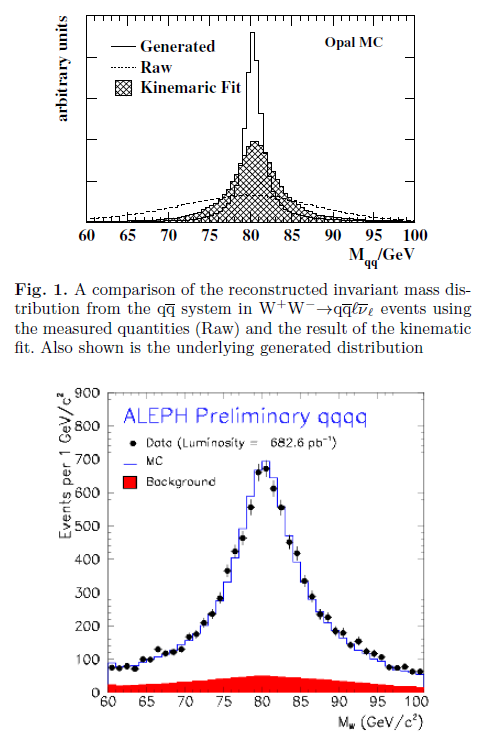 arbitrary units
Generated
Raw
Kinemaric Fit
Opal MC
60 65 70 75 80 85 90 95 100
M_qq/GeV
Fig. 1. A comparison of the reconstructed invariant mass dis-
tribution from the qq̅ system in W⁺W⁻→qq̅ℓν̅_ℓ events using
the measured quantities (Raw) and the result of the kinematic
fit. Also shown is the underlying generated distribution
Events per 1 GeV/c²
900
800
700
600
500
400
300
200
100
0
ALEPH Preliminary qqqq
Data (Luminosity = 682.6 pb⁻¹)
MC
Background
60 65 70 75 80 85 90 95 100
M_W (GeV/c²)